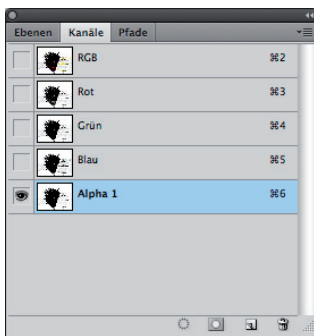 Ebenen Kanäle Pfade
RGB ⌘2
Rot ⌘3
Grün ⌘4
Blau ⌘5
Alpha 1 ⌘6